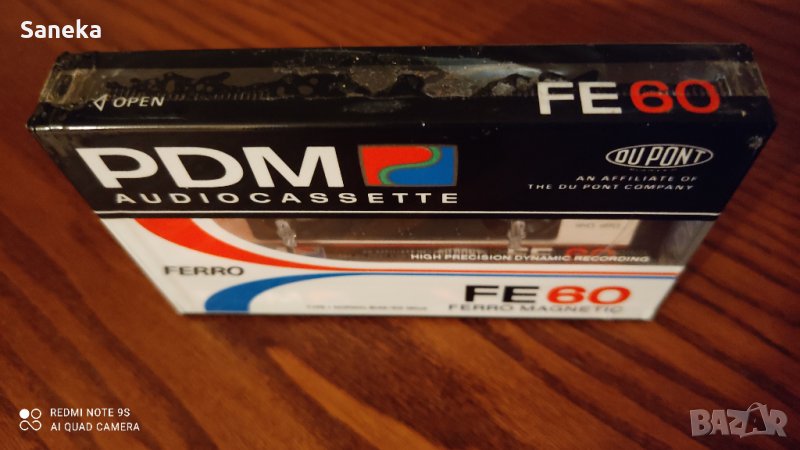 Saneka
OPEN
FE 60
PDM
AUDIOCASSETTE
DU PONT
AN AFFILIATE OF
THE DU PONT COMPANY
HIGH PRECISION DYNAMIC RECORDING
FERRO
FE 60
FERRO MAGNETIC
REDMI NOTE 9S
AI QUAD CAMERA
BAZAR